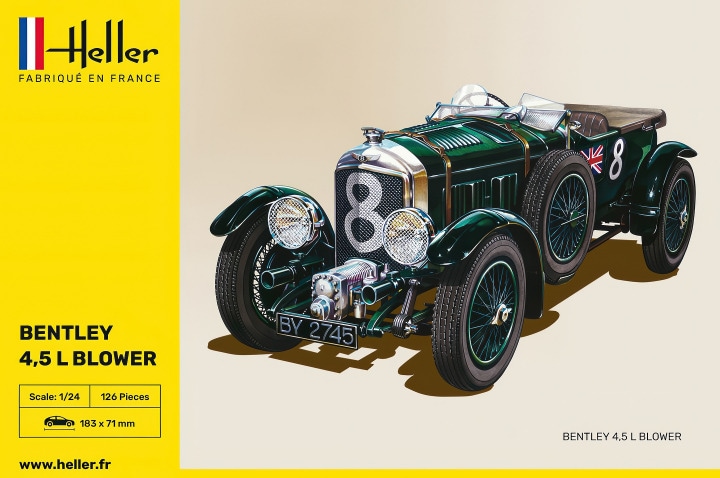 Heller
FABRIQUÉ EN FRANCE
8
8
BY 2745
BENTLEY
4,5 L BLOWER
Scale: 1/24
126 Pieces
183 x 71 mm
BENTLEY 4,5 L BLOWER
www.heller.fr